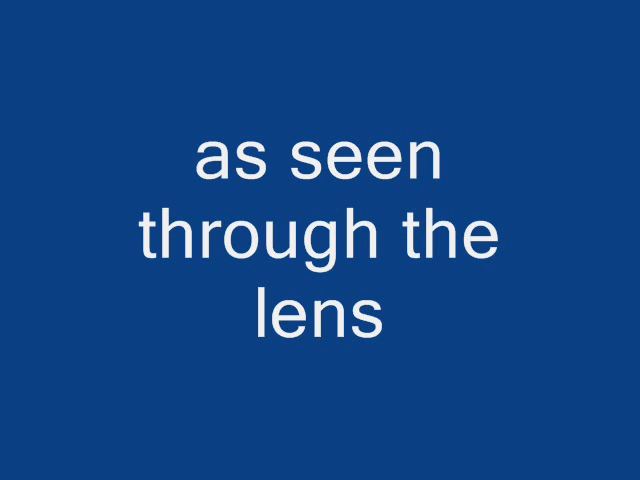 as seen
through the
lens